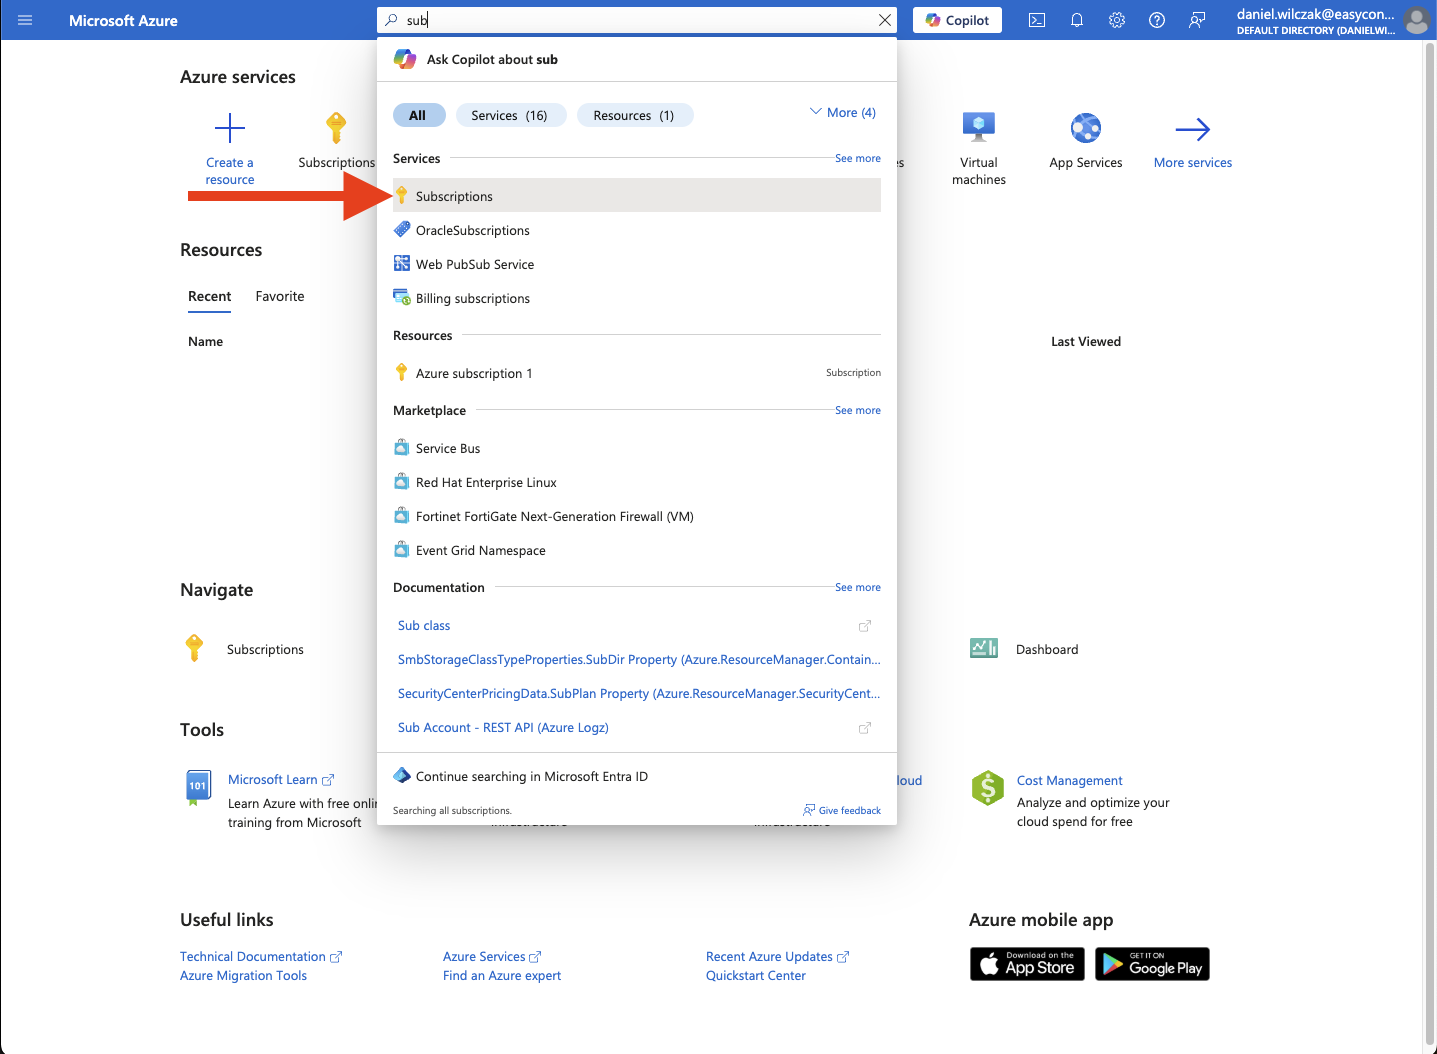 Microsoft Azure
sub
Copilot
daniel.wilczak@easycon...
DEFAULT DIRECTORY (DANIELWI...
Ask Copilot about sub
All
Services (16)
Resources (1)
More (4)
Azure services
Create a
resource
Subscriptions
Virtual
machines
App Services
More services
Services
See more
Subscriptions
OracleSubscriptions
Web PubSub Service
Billing subscriptions
Resources
Azure subscription 1
Subscription
Marketplace
See more
Service Bus
Red Hat Enterprise Linux
Fortinet FortiGate Next-Generation Firewall (VM)
Event Grid Namespace
Documentation
See more
Sub class
SmbStorageClassTypeProperties.SubDir Property (Azure.ResourceManager.Contain...
SecurityCenterPricingData.SubPlan Property (Azure.ResourceManager.SecurityCent...
Sub Account - REST API (Azure Logz)
Continue searching in Microsoft Entra ID
Searching all subscriptions.
Give feedback
Resources
Recent
Favorite
Name
Last Viewed
Navigate
Subscriptions
Dashboard
Tools
101
Microsoft Learn
Learn Azure with free onlin
training from Microsoft
loud
Cost Management
Analyze and optimize your
cloud spend for free
Useful links
Technical Documentation
Azure Migration Tools
Azure Services
Find an Azure expert
Recent Azure Updates
Quickstart Center
Azure mobile app
Download on the
App Store
GET IT ON
Google Play